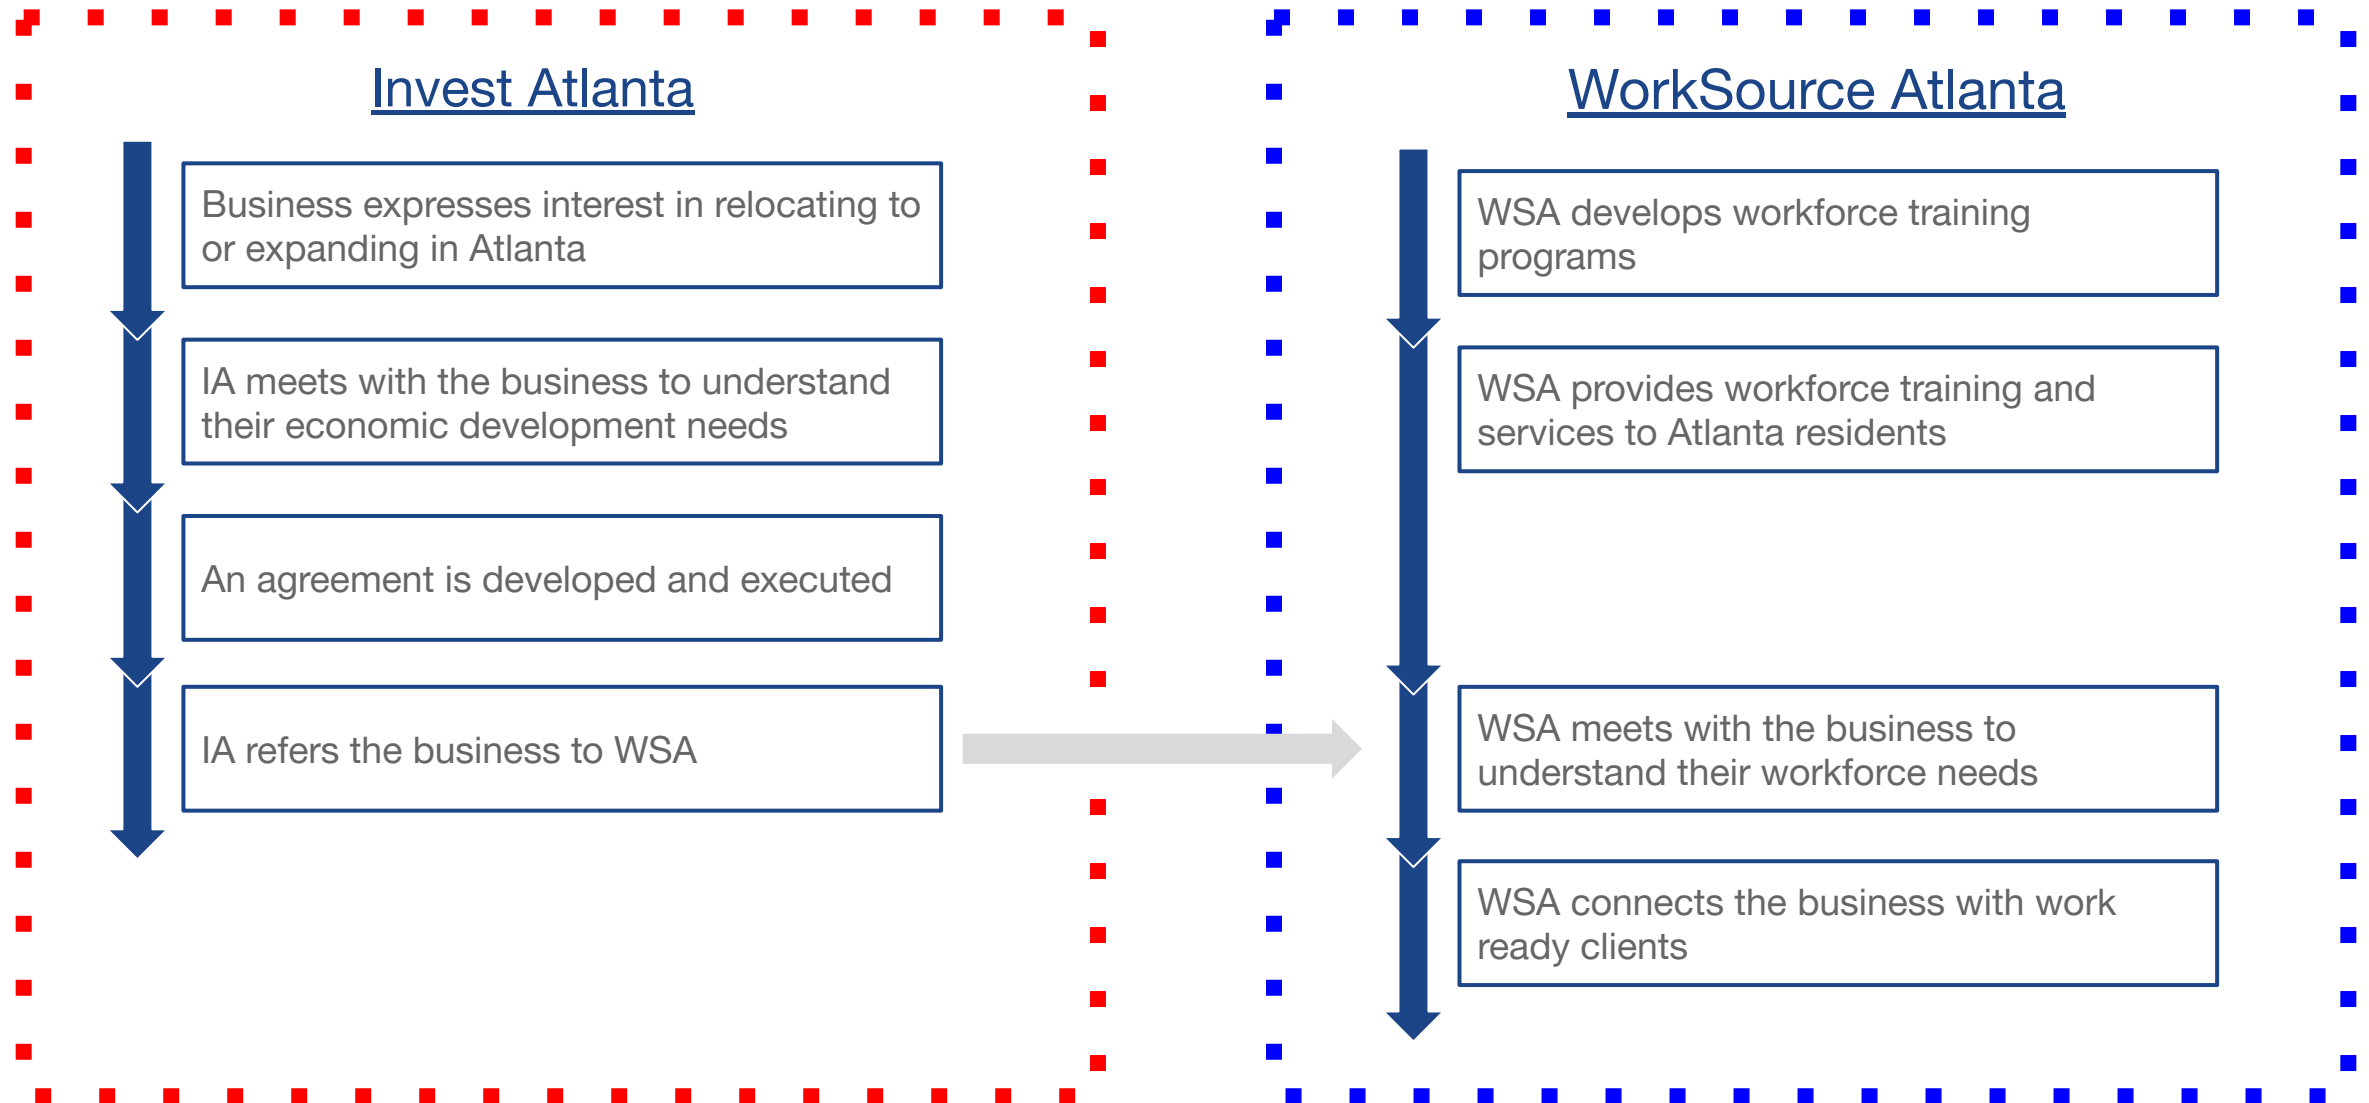 Invest Atlanta
Business expresses interest in relocating to
or expanding in Atlanta
IA meets with the business to understand
their economic development needs
An agreement is developed and executed
IA refers the business to WSA
WorkSource Atlanta
WSA develops workforce training
programs
WSA provides workforce training and
services to Atlanta residents
WSA meets with the business to
understand their workforce needs
WSA connects the business with work
ready clients